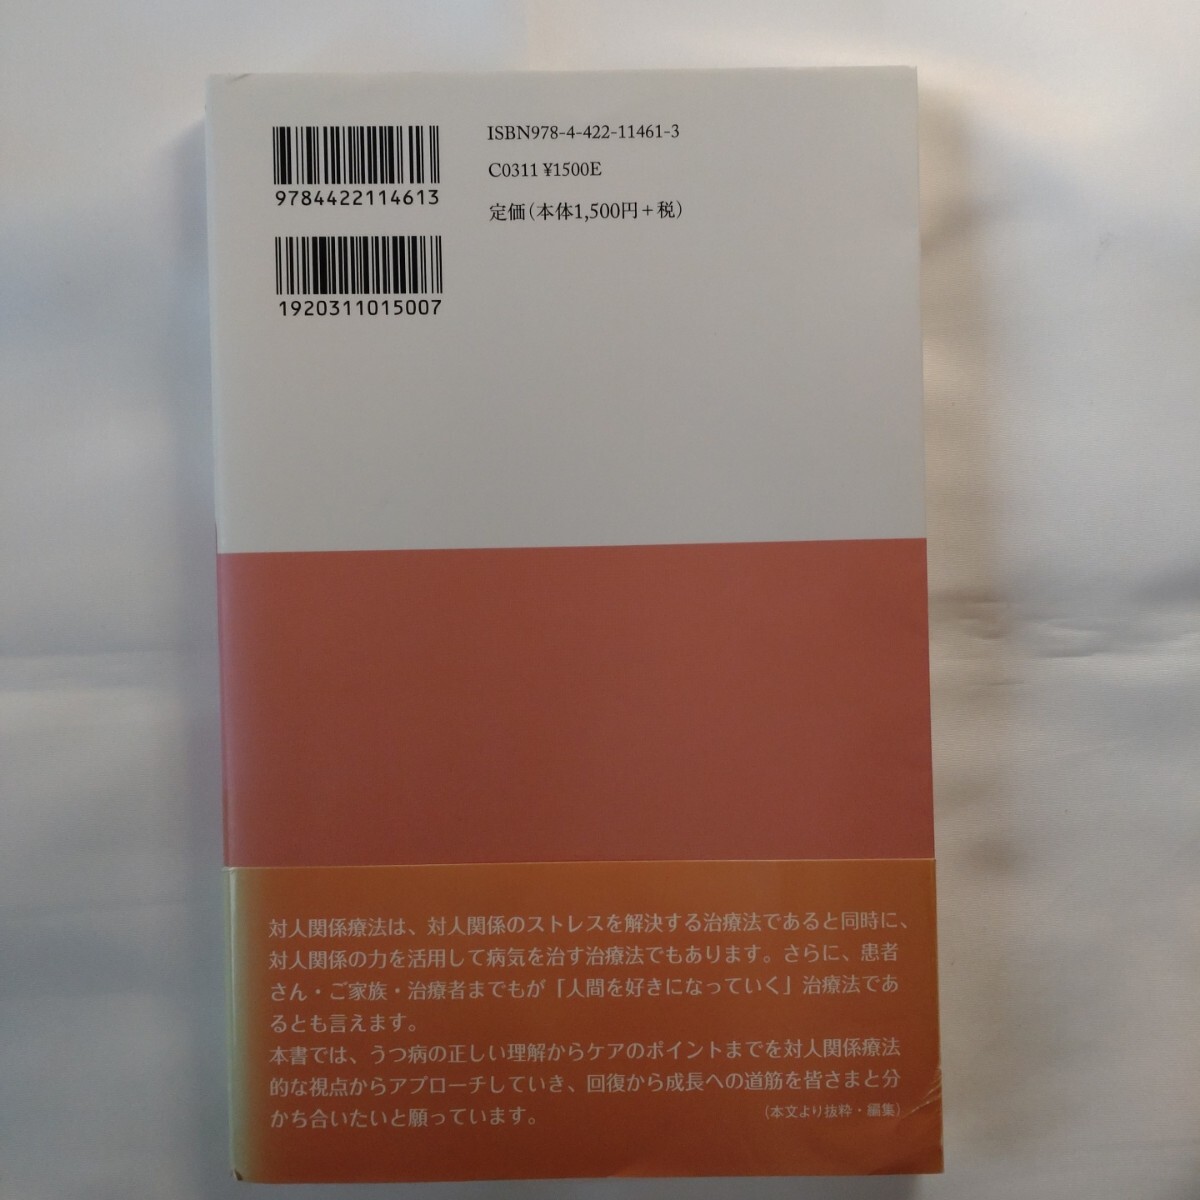 ISBN978-4-422-11461-3
C0311 ¥1500E
定価(本体1,500円+税)
9784422114613
1920311015007
対人関係療法は、対人関係のストレスを解決する治療法であると同時に、
対人関係の力を活用して病気を治す治療法でもあります。さらに、患者
さん・ご家族・治療者までもが「人間を好きになっていく」治療法であ
るとも言えます。
本書では、うつ病の正しい理解からケアのポイントまでを対人関係療法
的な視点からアプローチしていき、回復から成長への道筋を皆さまと分
かち合いたいと願っています。
(本文より抜粋・編集)